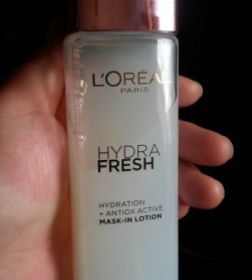 L'ORÉAL
PARIS
HYDRA
FRESH
HYDRATION
+ ANTIOX ACTIVE
MASK-IN LOTION